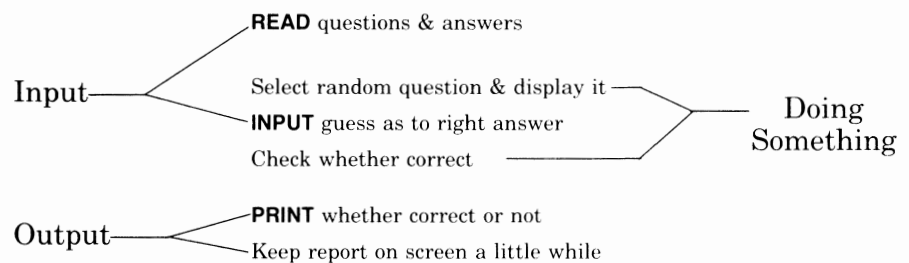 READ questions & answers
Input
Select random question & display it
INPUT guess as to right answer
Check whether correct
Doing
Something
Output
PRINT whether correct or not
Keep report on screen a little while